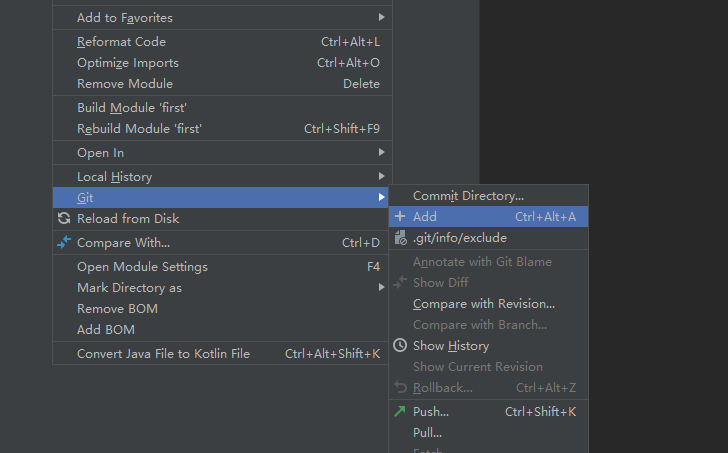 Add to Favorites
Reformat Code Ctrl+Alt+L
Optimize Imports Ctrl+Alt+O
Remove Module Delete
Build Module 'first'
Rebuild Module 'first' Ctrl+Shift+F9
Open In
Local History
Git
Reload from Disk
Compare With... Ctrl+D
Open Module Settings F4
Mark Directory as
Remove BOM
Add BOM
Convert Java File to Kotlin File Ctrl+Alt+Shift+K
Commit Directory...
Add Ctrl+Alt+A
.git/info/exclude
Annotate with Git Blame
Show Diff
Compare with Revision...
Compare with Branch...
Show History
Show Current Revision
Rollback... Ctrl+Alt+Z
Push... Ctrl+Shift+K
Pull...